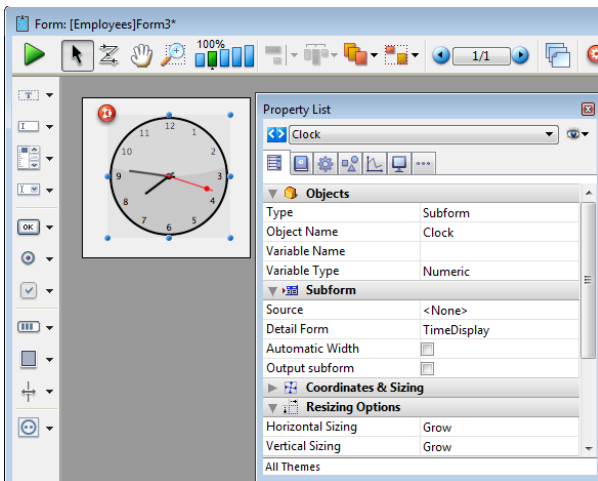 Form: [Employees]Form3*
100%
1/1
Property List
Clock
Objects
Type Subform
Object Name Clock
Variable Name
Variable Type Numeric
Subform
Source <None>
Detail Form TimeDisplay
Automatic Width
Output subform
Coordinates & Sizing
Resizing Options
Horizontal Sizing Grow
Vertical Sizing Grow
All Themes
12
11 1
10 2
9 3
8 4
7 5
6
OK